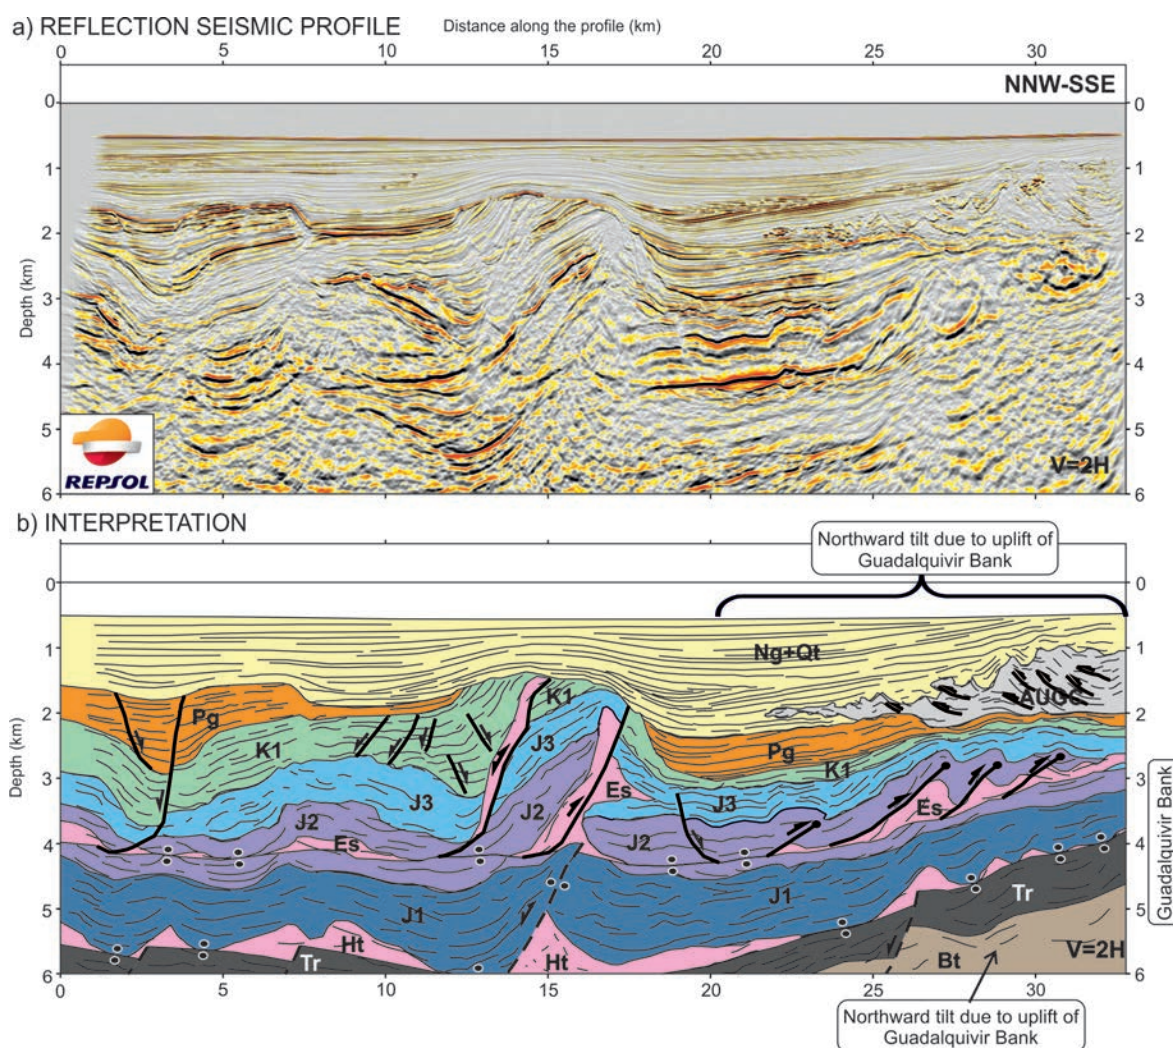 a) REFLECTION SEISMIC PROFILE
Distance along the profile (km)
0 5 10 15 20 25 30
NNW-SSE
Depth (km)
0 0
1 1
2 2
3 3
4 4
5 5
6 6
REPSOL
V=2H
b) INTERPRETATION
Northward tilt due to uplift of
Guadalquivir Bank
Depth (km)
0 0
1 1
Ng+Qt
AUGC
2 2
Pg
K1
K1
J3
Pg
K1
3 3
J3
J2
Es
J3
Es
J2
Es
J2
4 4
Guadalquivir Bank
J1
J1
Tr
5 5
Ht
Tr
Ht
Bt
V=2H
6 6
0 5 10 15 20 25 30
Northward tilt due to uplift of
Guadalquivir Bank